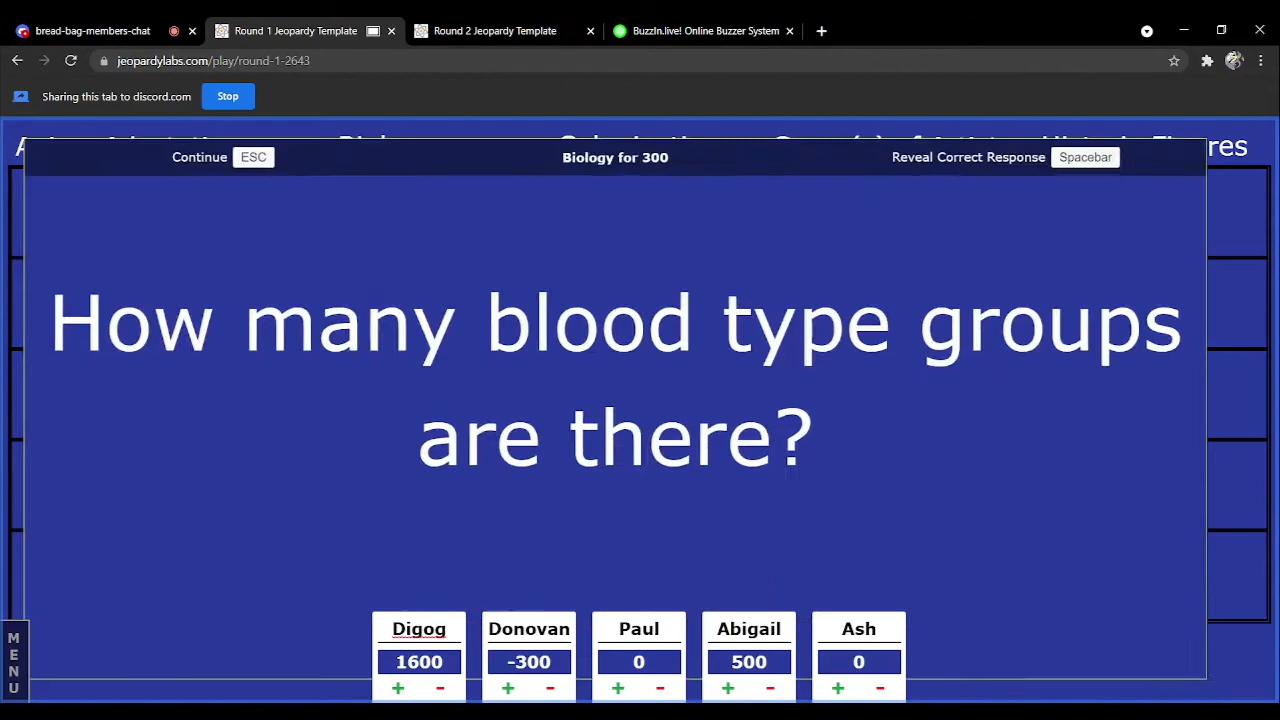 bread-bag-members-chat
Round 1 Jeopardy Template
Round 2 Jeopardy Template
BuzzIn.live! Online Buzzer System
jeopardylabs.com/play/round-1-2643
Sharing this tab to discord.com
Stop
Continue ESC
Biology for 300
Reveal Correct Response Spacebar
How many blood type groups
are there?
MENU
Digog Donovan Paul Abigail Ash
1600 -300 0 500 0
+ - + - + - + - + -